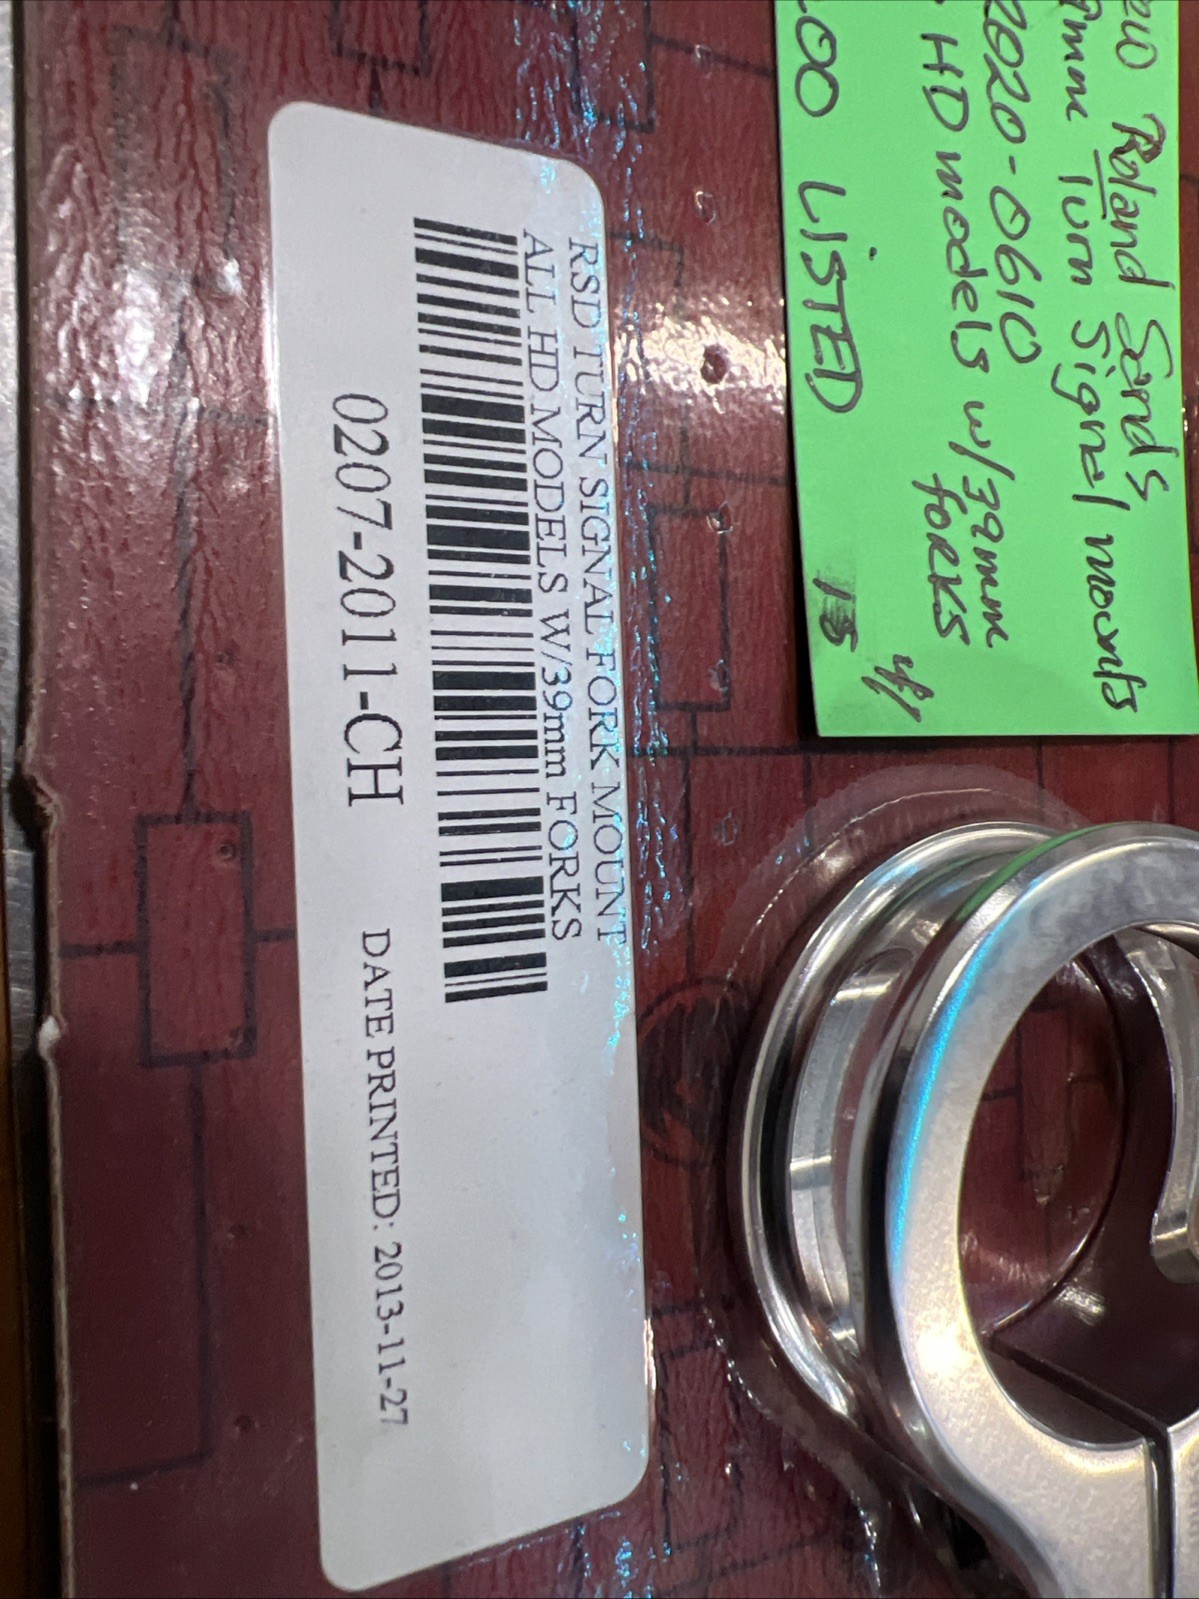 RSD TURN SIGNAL FORK MOUNT
ALL HD MODELS W/39mm FORKS
0207-2011-CH DATE PRINTED: 2013-11-27
Roland Sands
Turn Signal mounts
2020-0610
HD models w/39mm
forks
00 LISTED